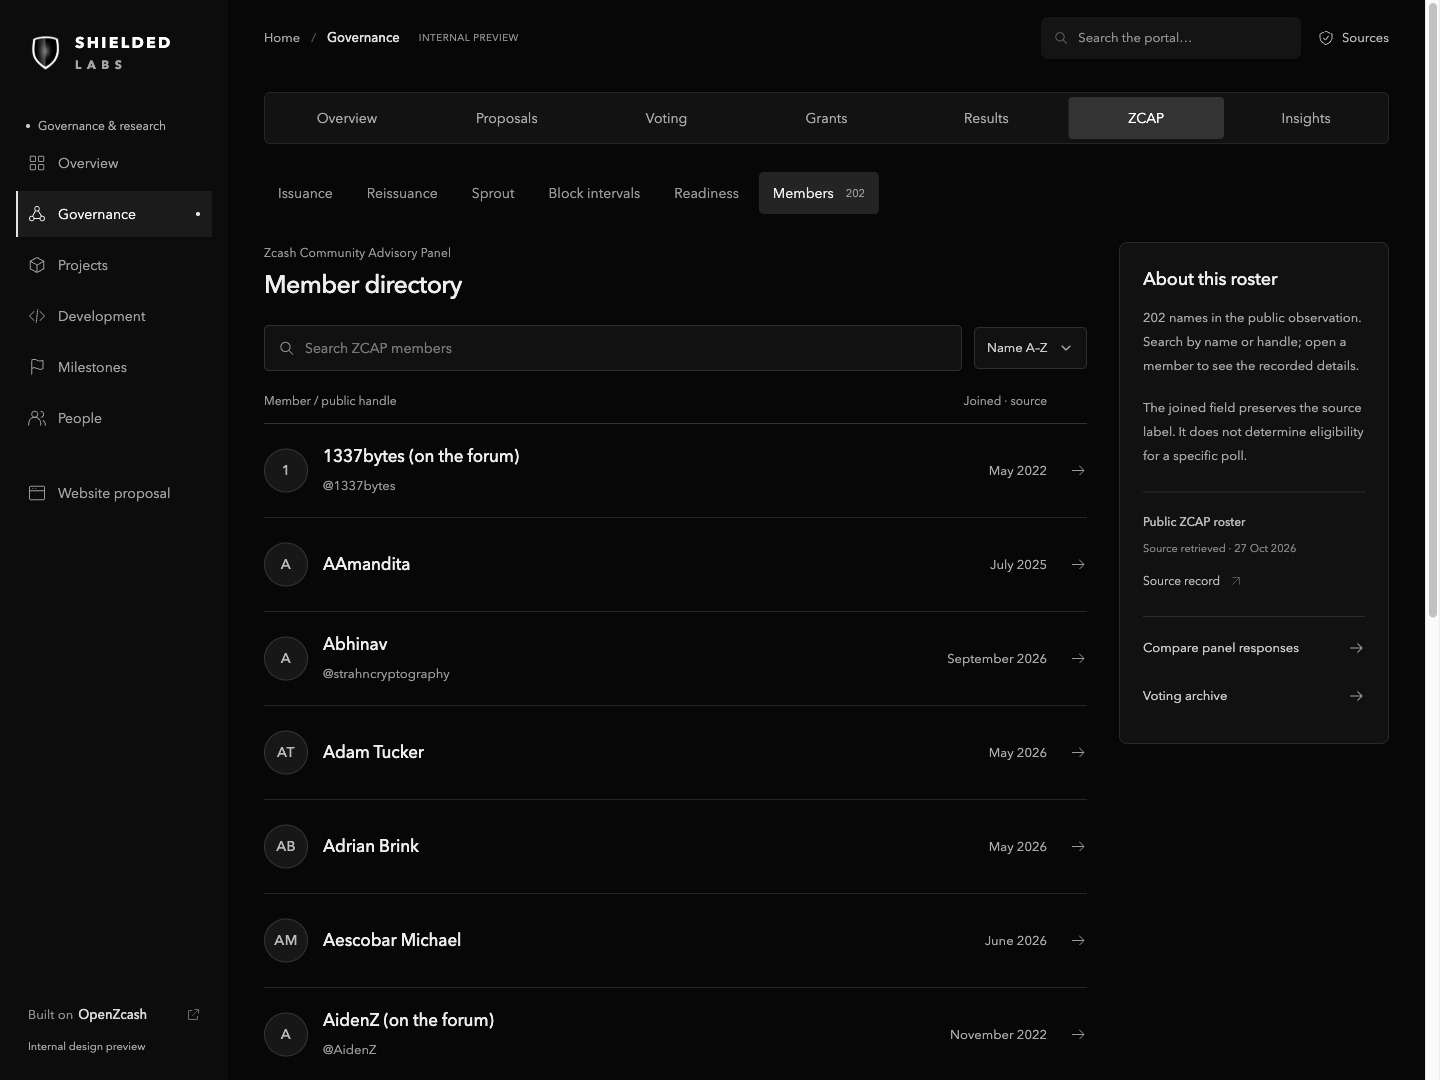 SHIELDED
LABS
Governance & research
Overview
Governance
Projects
Development
Milestones
People
Website proposal
Built on OpenZcash
Internal design preview
Home / Governance INTERNAL PREVIEW
Search the portal...
Sources
Overview Proposals Voting Grants Results ZCAP Insights
Issuance Reissuance Sprout Block intervals Readiness Members 202
Zcash Community Advisory Panel
Member directory
Search ZCAP members
Name A–Z
Member / public handle Joined · source
1 1337bytes (on the forum) May 2022
@1337bytes
A AAmandita July 2025
A Abhinav September 2026
@strahncryptography
AT Adam Tucker May 2026
AB Adrian Brink May 2026
AM Aescobar Michael June 2026
A AidenZ (on the forum) November 2022
@AidenZ
About this roster
202 names in the public observation.
Search by name or handle; open a
member to see the recorded details.
The joined field preserves the source
label. It does not determine eligibility
for a specific poll.
Public ZCAP roster
Source retrieved · 27 Oct 2026
Source record
Compare panel responses
Voting archive